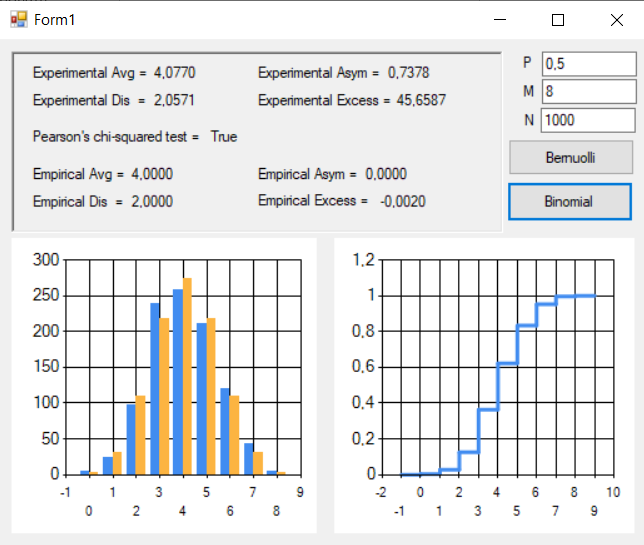 Form1
Experimental Avg = 4,0770 Experimental Asym = 0,7378
Experimental Dis = 2,0571 Experimental Excess = 45,6587
Pearson's chi-squared test = True
Empirical Avg = 4,0000 Empirical Asym = 0,0000
Empirical Dis = 2,0000 Empirical Excess = -0,0020
P 0,5
M 8
N 1000
Bernuolli
Binomial
300
250
200
150
100
50
0
-1 1 3 5 7 9
0 2 4 6 8
1,2
1
0,8
0,6
0,4
0,2
0
-2 0 2 4 6 8 10
-1 1 3 5 7 9